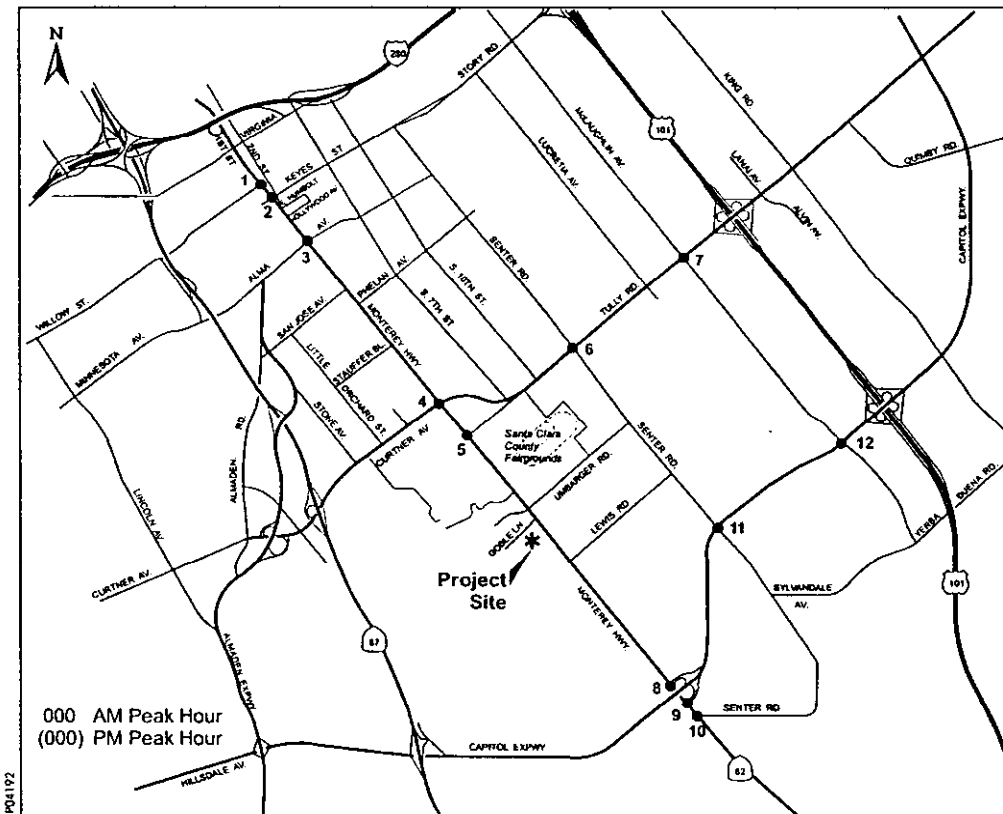 N
280
STORY RD.
KING RD.
VIRGINIA
1ST ST
2ND ST
KEYES ST
HUMBOLT
HOLLYWOOD AV
McLAUGHLIN AV.
101
LUCRETIA AV.
LANAI AV.
QUIMBY RD.
ALVIN AV.
CAPITOL EXPWY
1
2
3
ALMA AV.
PHELAN AV.
SENTER RD.
S. 10TH ST.
S. 7TH ST
7
WILLOW ST.
MINNESOTA AV.
SAN JOSE AV.
MONTEREY HWY
TULLY RD.
LITTLE ORCHARD ST
STAUFFER BL.
STONE AV.
6
4
5
CURTNER AV.
Santa Clara
County
Fairgrounds
ALMADEN RD.
LINCOLN AV.
SENTER RD.
UMBARGER RD.
LEWIS RD
12
YERBA BUENA RD.
11
GOBLE LN
Project
Site
CURTNER AV.
SYLVANDALE
AV.
101
87
MONTEREY HWY.
ALMADEN EXPWY
8
9
10
SENTER RD
000 AM Peak Hour
(000) PM Peak Hour
CAPITOL EXPWY
HILLSDALE AV.
82
P04192